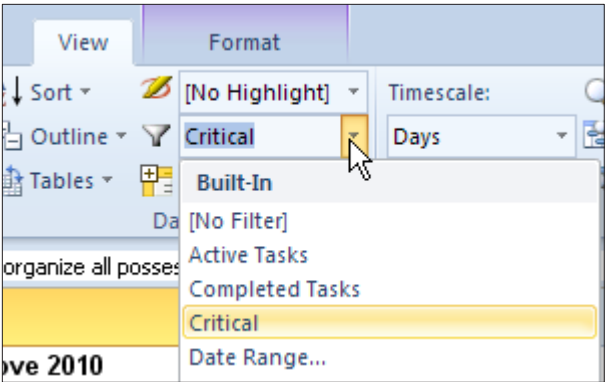 View Format
Sort [No Highlight] Timescale:
Outline Critical Days
Tables Built-In
Da [No Filter]
Active Tasks
organize all posses
Completed Tasks
Critical
Date Range...
ove 2010